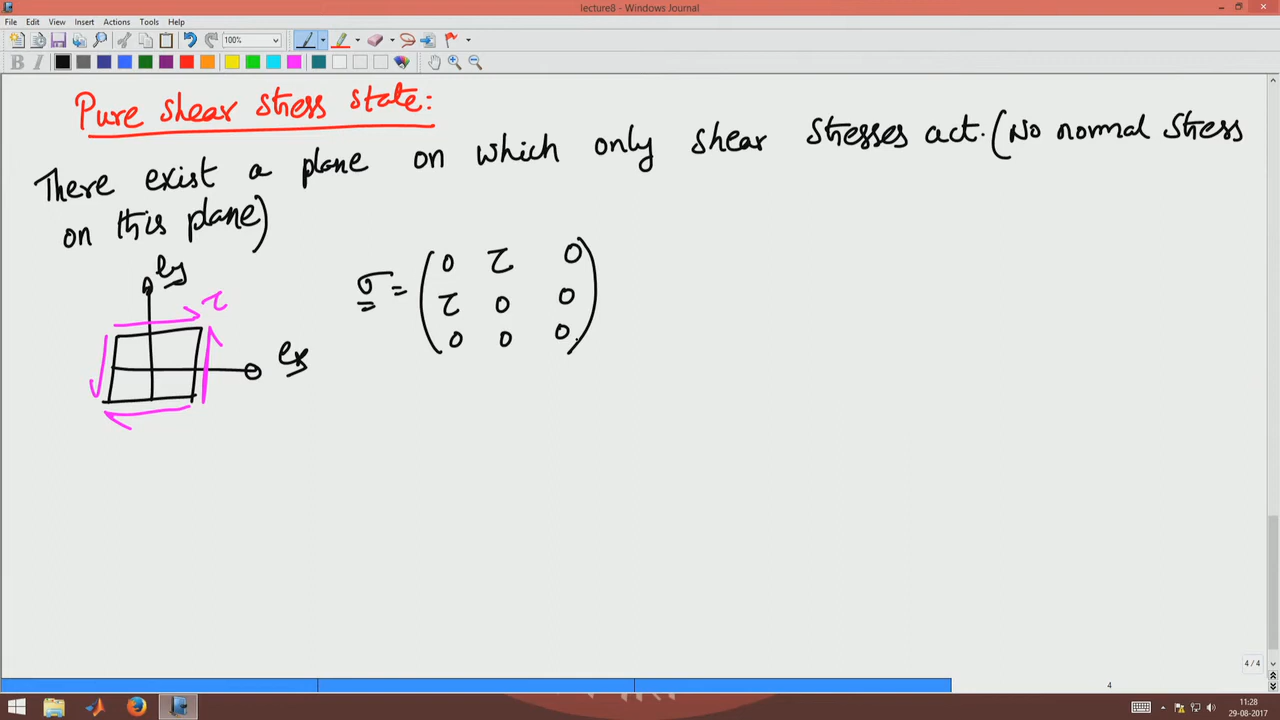 lecture8 - Windows Journal
File Edit View Insert Actions Tools Help
100%
B I
Pure shear stress state:
There exist a plane on which only shear stresses act. (No normal stress
on this plane)
ey
τ
ex
σ = ( 0 τ 0
τ 0 0
0 0 0 )
4/4
4
11:28
29-08-2017